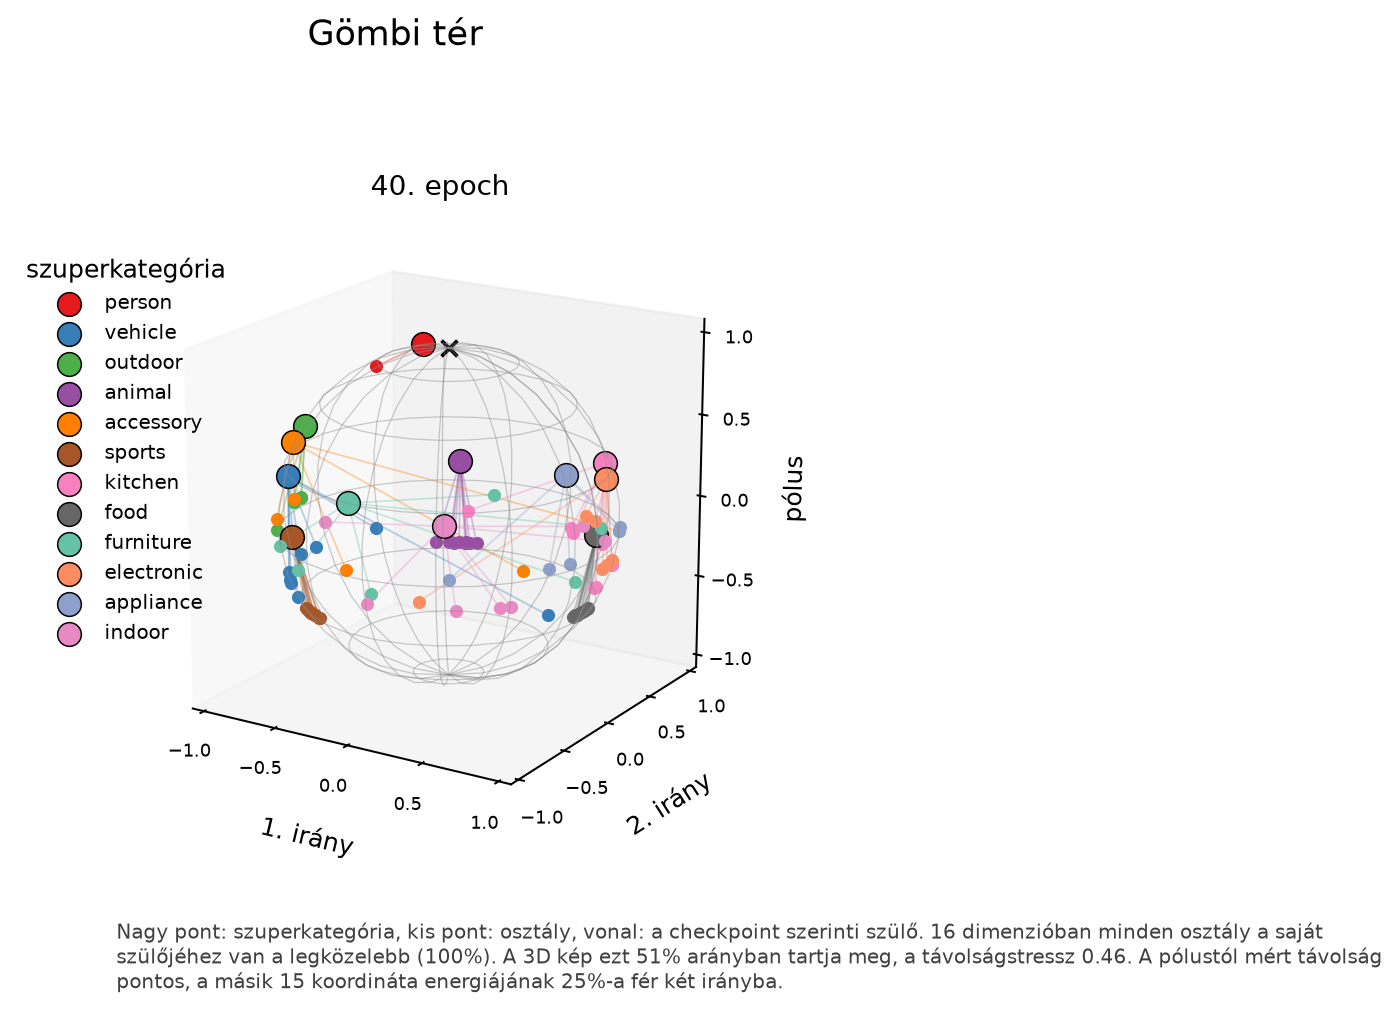 Gömbi tér
40. epoch
szuperkategória
person
vehicle
outdoor
animal
accessory
sports
kitchen
food
furniture
electronic
appliance
indoor
1.0
0.5
0.0
−0.5
−1.0
pólus
−1.0
−0.5
0.0
0.5
1.0
1. irány
−1.0
−0.5
0.0
0.5
1.0
2. irány
Nagy pont: szuperkategória, kis pont: osztály, vonal: a checkpoint szerinti szülő. 16 dimenzióban minden osztály a saját
szülőjéhez van a legközelebb (100%). A 3D kép ezt 51% arányban tartja meg, a távolságstressz 0.46. A pólustól mért távolság
pontos, a másik 15 koordináta energiájának 25%-a fér két irányba.